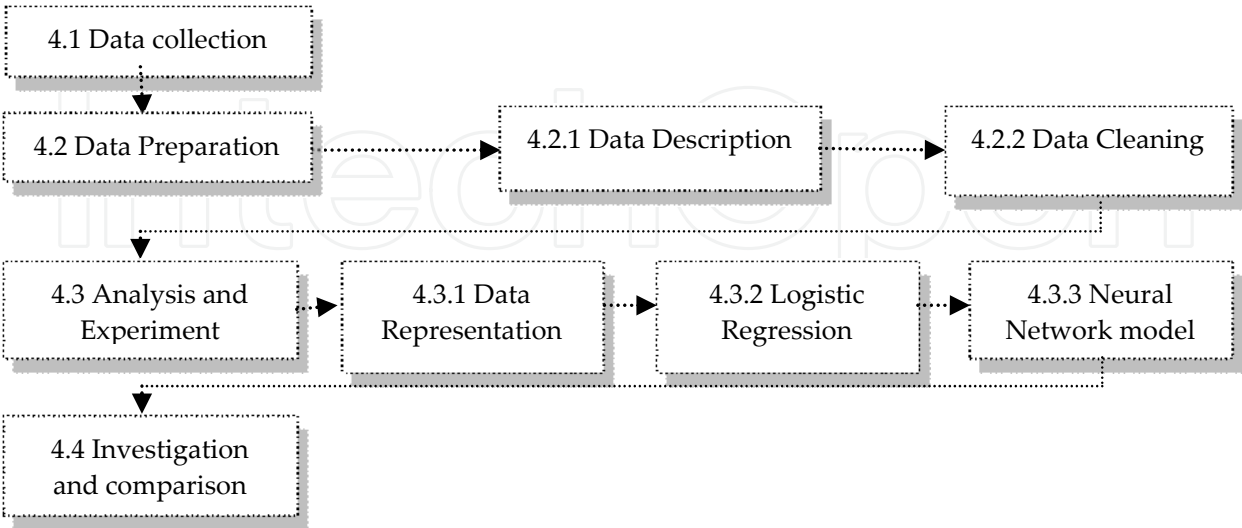 4.1 Data collection
4.2 Data Preparation
4.2.1 Data Description
4.2.2 Data Cleaning
4.3 Analysis and
Experiment
4.3.1 Data
Representation
4.3.2 Logistic
Regression
4.3.3 Neural
Network model
4.4 Investigation
and comparison
IntechOpen